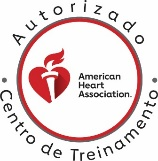 Autorizado
American
Heart
Association.
Centro de Treinamento